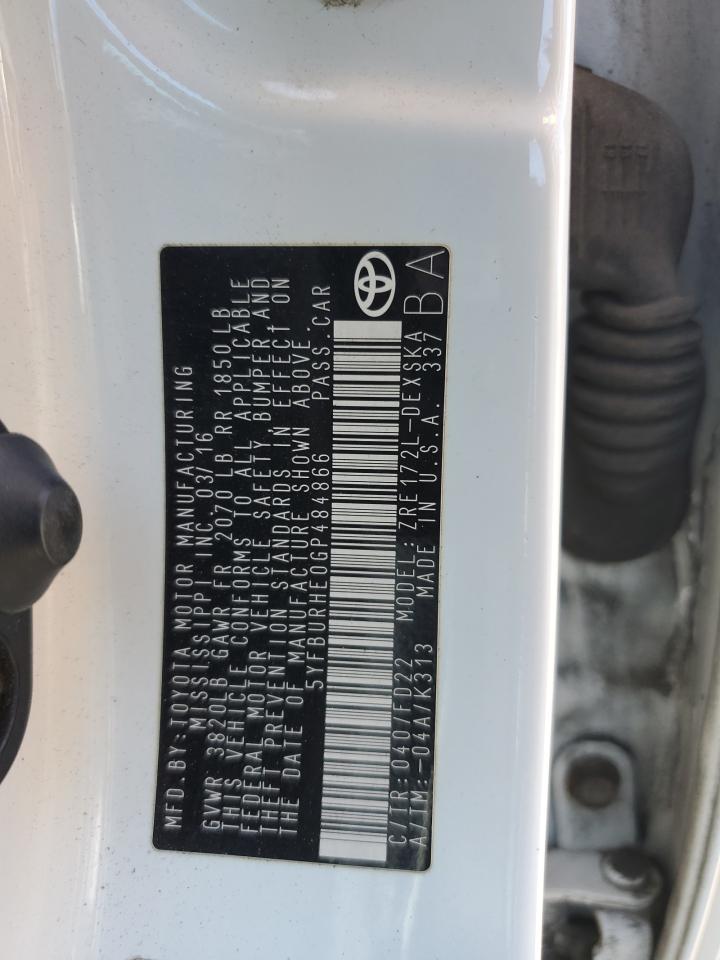 MFD.BY:TOYOTA MOTOR MANUFACTURING
MISSISSIPPI INC.03/16
GVWR 3820LB GAWR FR 2070 LB RR 1850 LB
THIS VEHICLE CONFORMS TO ALL APPLICABLE
FEDERAL MOTOR VEHICLE SAFETY BUMPER AND
THEFT PREVENTION STANDARDS IN EFFECT ON
THE DATE OF MANUFACTURE SHOWN ABOVE.
5YFBURHE0GP484866 PASS.CAR
C/TR:040/FD22 MODEL:ZRE172L-DEXSKA
A/TM:-04A/K313 MADE IN U.S.A. 337
BA